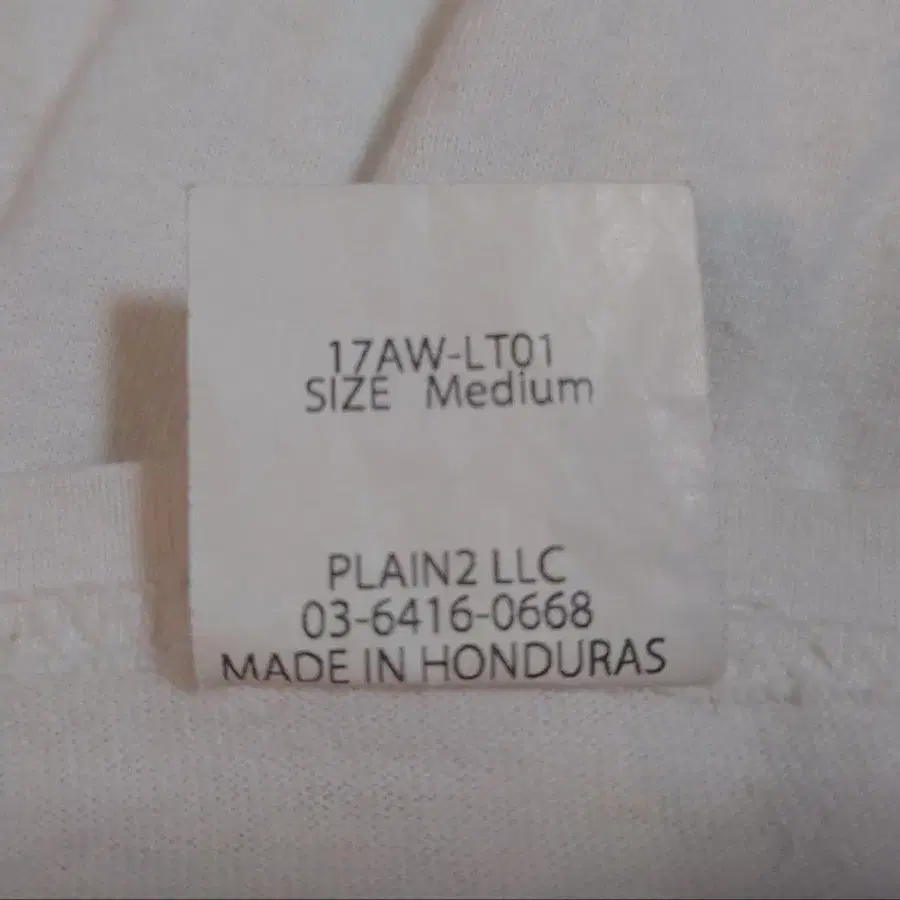 17AW-LT01
SIZE Medium
PLAIN2 LLC
03-6416-0668
MADE IN HONDURAS